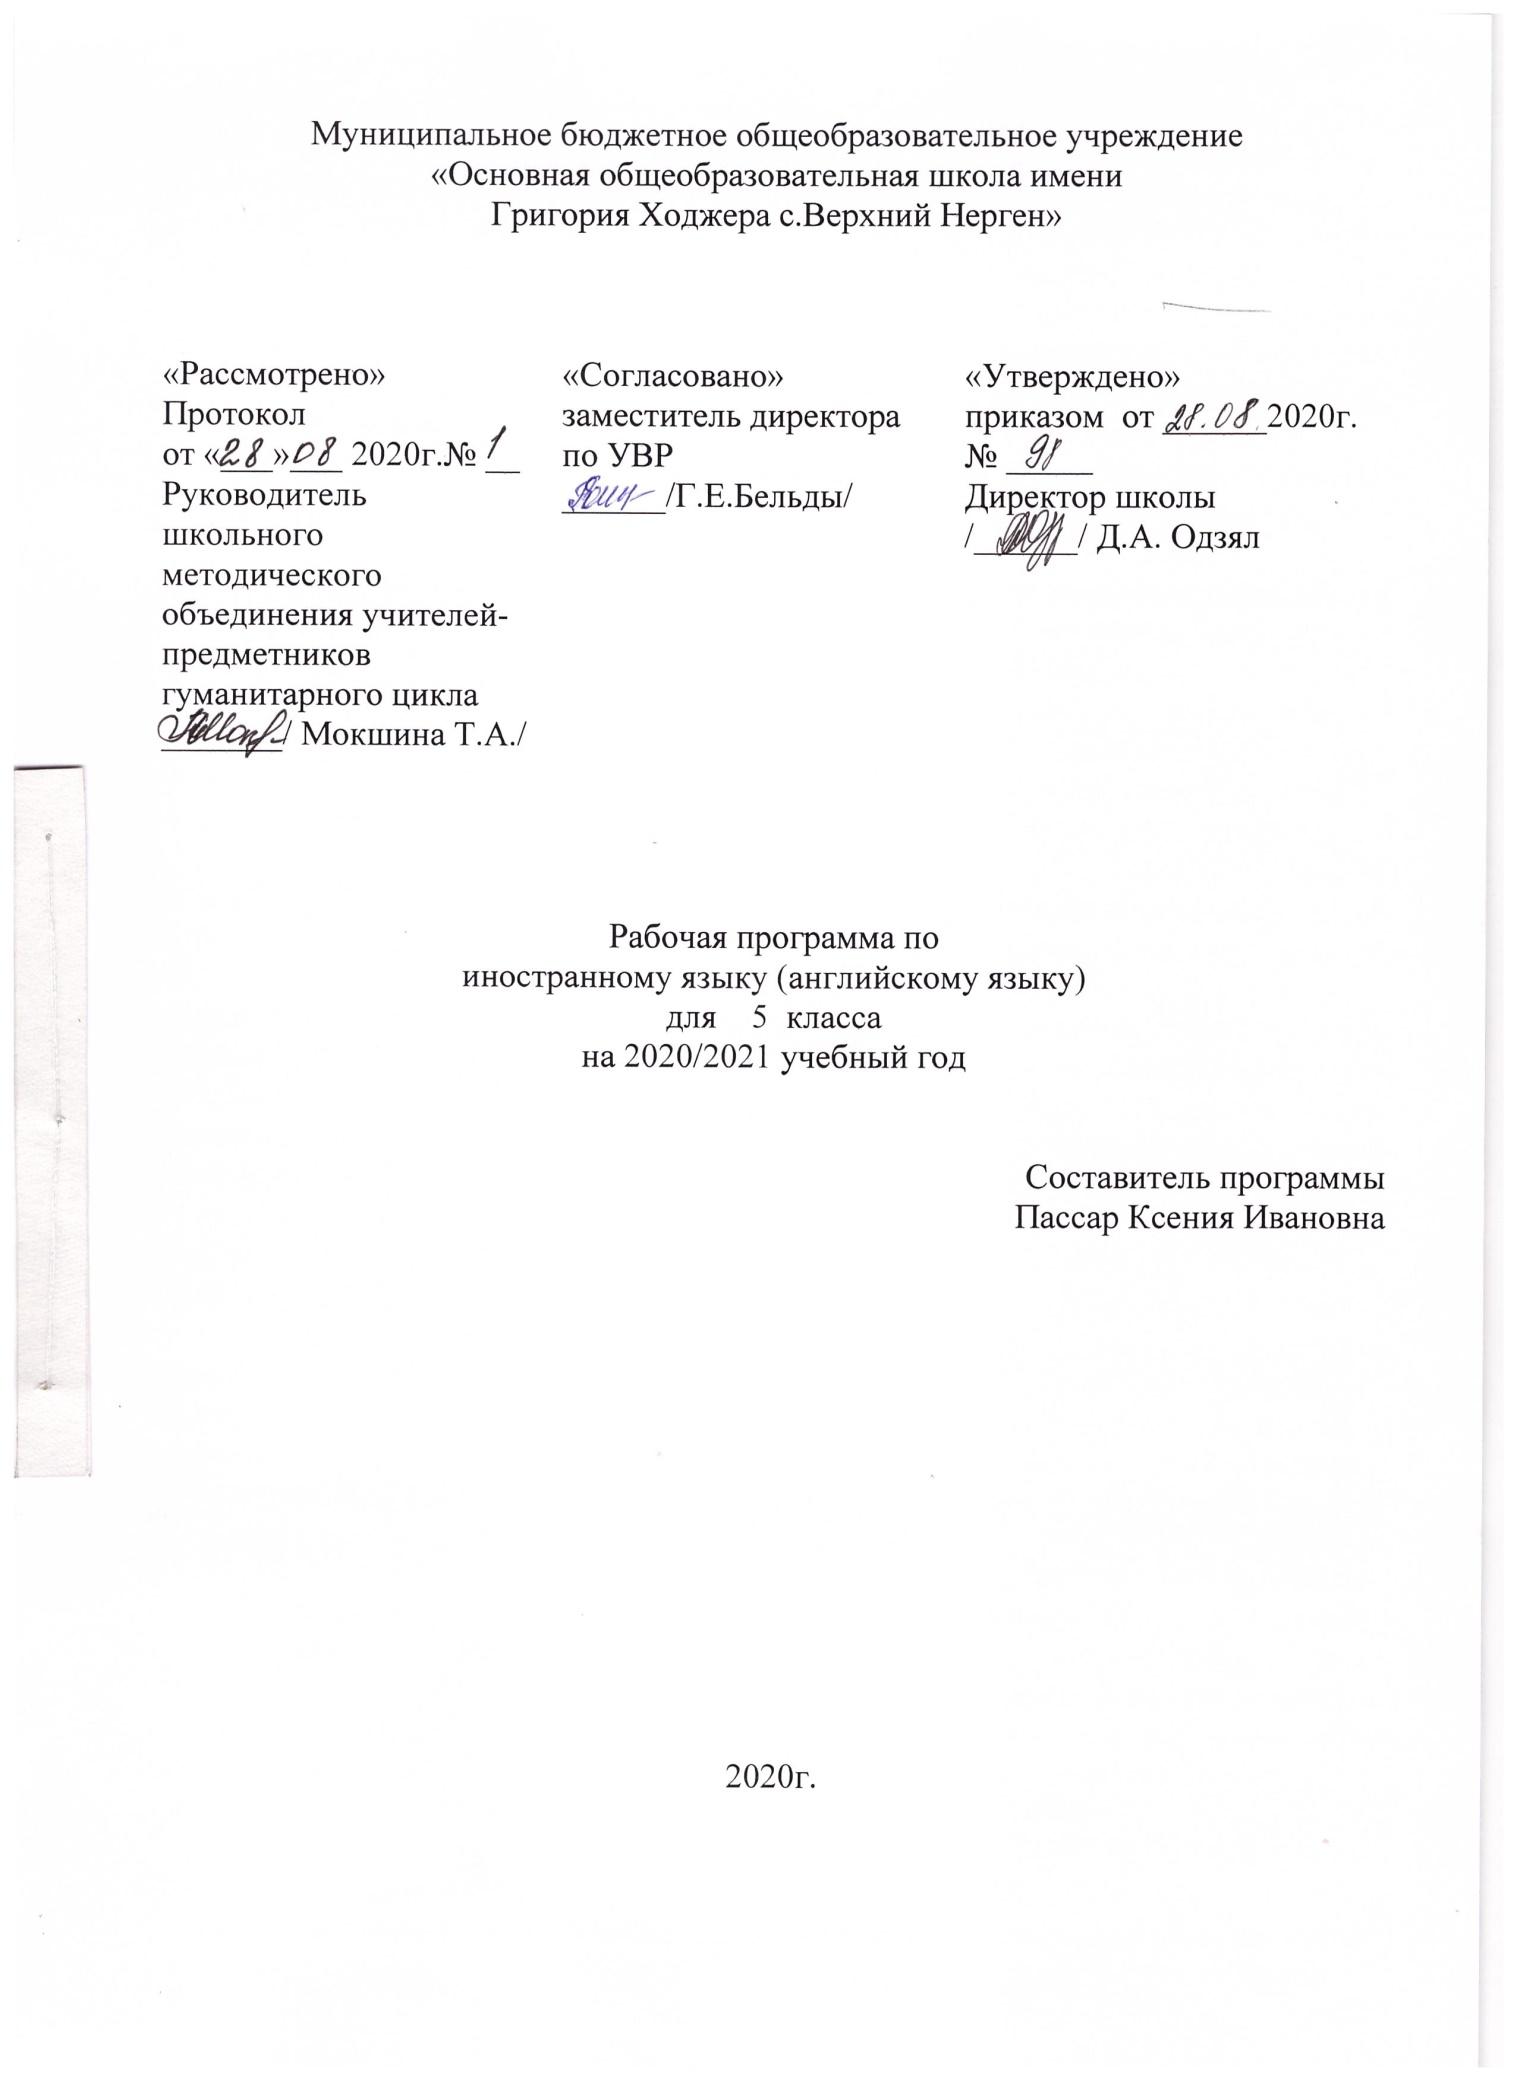 Муниципальное бюджетное общеобразовательное учреждение
«Основная общеобразовательная школа имени
Григория Ходжера с.Верхний Нерген»
«Рассмотрено»
Протокол
от «28»08 2020г.№ 1
Руководитель
школьного
методического
объединения учителей-
предметников
гуманитарного цикла
/ Мокшина Т.А./
«Согласовано»
заместитель директора
по УВР
/Г.Е.Бельды/
«Утверждено»
приказом от 28.08.2020г.
№ 98
Директор школы
/ / Д.А. Одзял
Рабочая программа по
иностранному языку (английскому языку)
для 5 класса
на 2020/2021 учебный год
Составитель программы
Пассар Ксения Ивановна
2020г.